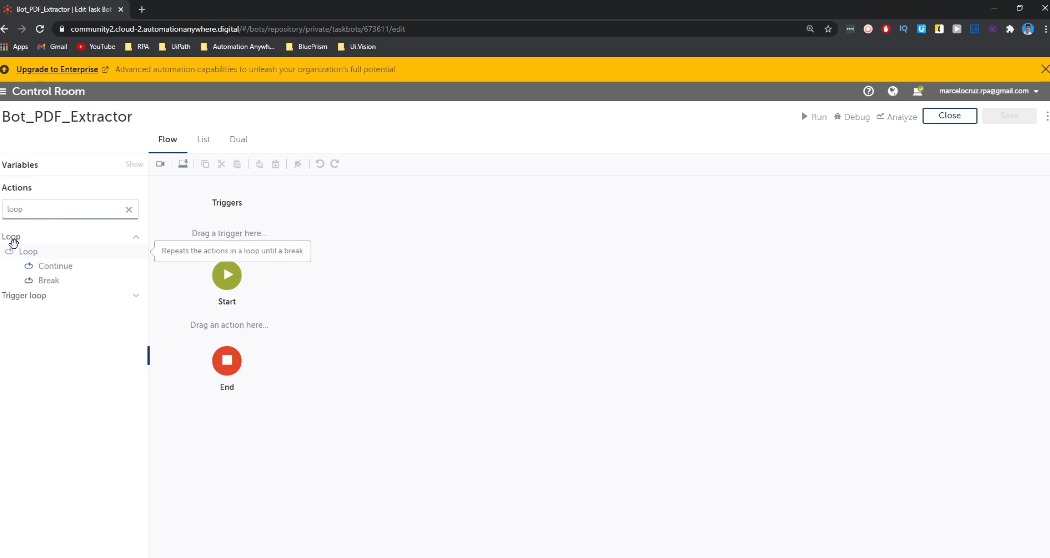 Bot_PDF_Extractor | Edit Task Bot
community2.cloud-2.automationanywhere.digital/#/bots/repository/private/taskbots/673611/edit
Apps Gmail YouTube RPA UiPath Automation Anywh... BluePrism Ui.Vision
Upgrade to Enterprise Advanced automation capabilities to unleash your organization's full potential
Control Room marcelocruz.rpa@gmail.com
Bot_PDF_Extractor Run Debug Analyze Close Save
Flow List Dual
Variables Show
Actions
loop
Triggers
Drag a trigger here...
Loop
Loop
Repeats the actions in a loop until a break
Continue
Break
Trigger loop
Start
Drag an action here...
End